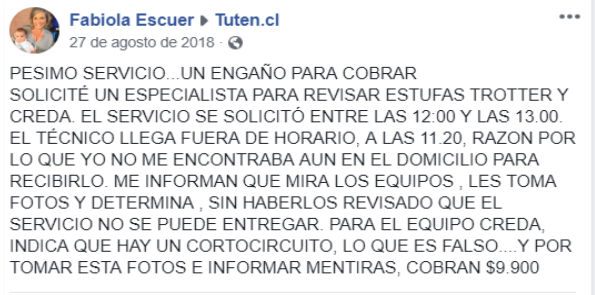 Fabiola Escuer ▶ Tuten.cl
27 de agosto de 2018 ·
PESIMO SERVICIO...UN ENGAÑO PARA COBRAR
SOLICITÉ UN ESPECIALISTA PARA REVISAR ESTUFAS TROTTER Y
CREDA. EL SERVICIO SE SOLICITÓ ENTRE LAS 12:00 Y LAS 13.00.
EL TÉCNICO LLEGA FUERA DE HORARIO, A LAS 11.20, RAZON POR
LO QUE YO NO ME ENCONTRABA AUN EN EL DOMICILIO PARA
RECIBIRLO. ME INFORMAN QUE MIRA LOS EQUIPOS , LES TOMA
FOTOS Y DETERMINA , SIN HABERLOS REVISADO QUE EL
SERVICIO NO SE PUEDE ENTREGAR. PARA EL EQUIPO CREDA,
INDICA QUE HAY UN CORTOCIRCUITO, LO QUE ES FALSO....Y POR
TOMAR ESTA FOTOS E INFORMAR MENTIRAS, COBRAN $9.900